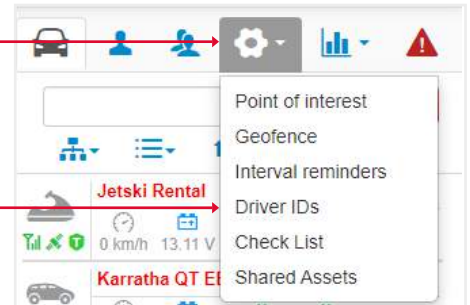 Point of interest
Geofence
Interval reminders
Jetski Rental
Driver IDs
0 km/h 13.11 V
Check List
Karratha QT
Shared Assets